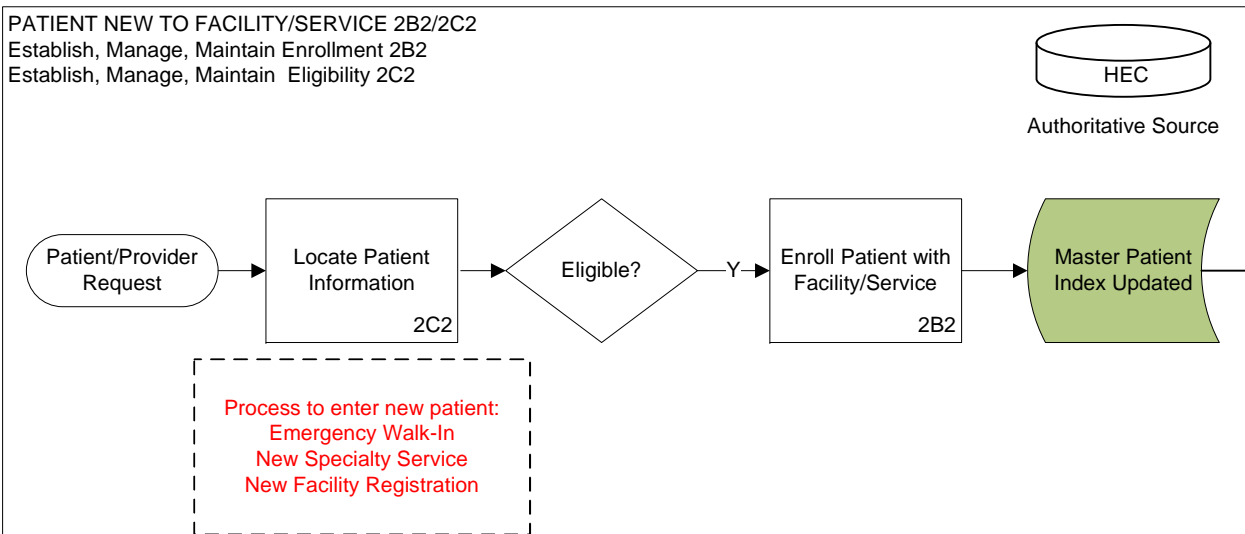 PATIENT NEW TO FACILITY/SERVICE 2B2/2C2
Establish, Manage, Maintain Enrollment 2B2
Establish, Manage, Maintain  Eligibility 2C2
HEC
Authoritative Source
Patient/Provider
Request
Locate Patient
Information
2C2
Eligible?
Y
Enroll Patient with
Facility/Service
2B2
Master Patient
Index Updated
Process to enter new patient:
Emergency Walk-In
New Specialty Service
New Facility Registration